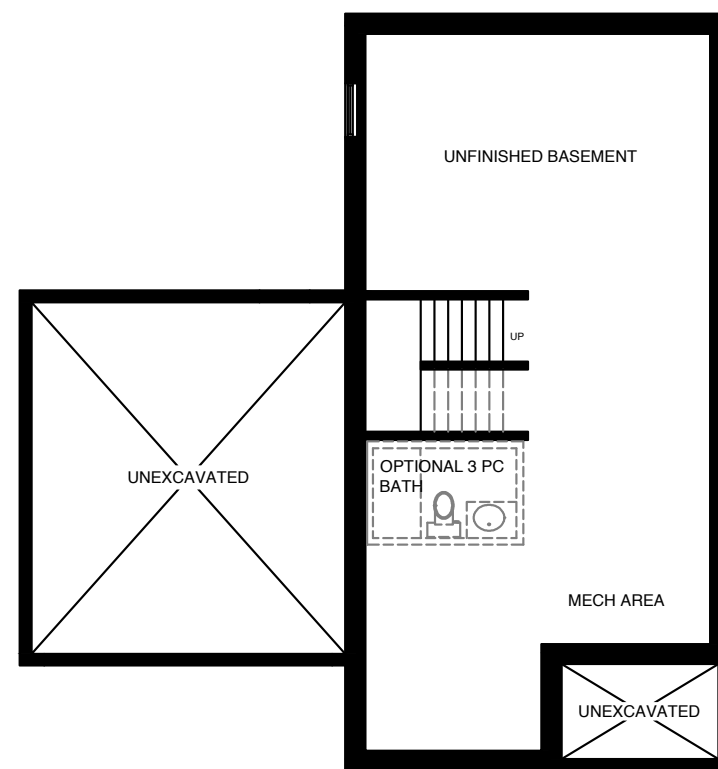 UNFINISHED BASEMENT
UP
OPTIONAL 3 PC
BATH
UNEXCAVATED
MECH AREA
UNEXCAVATED